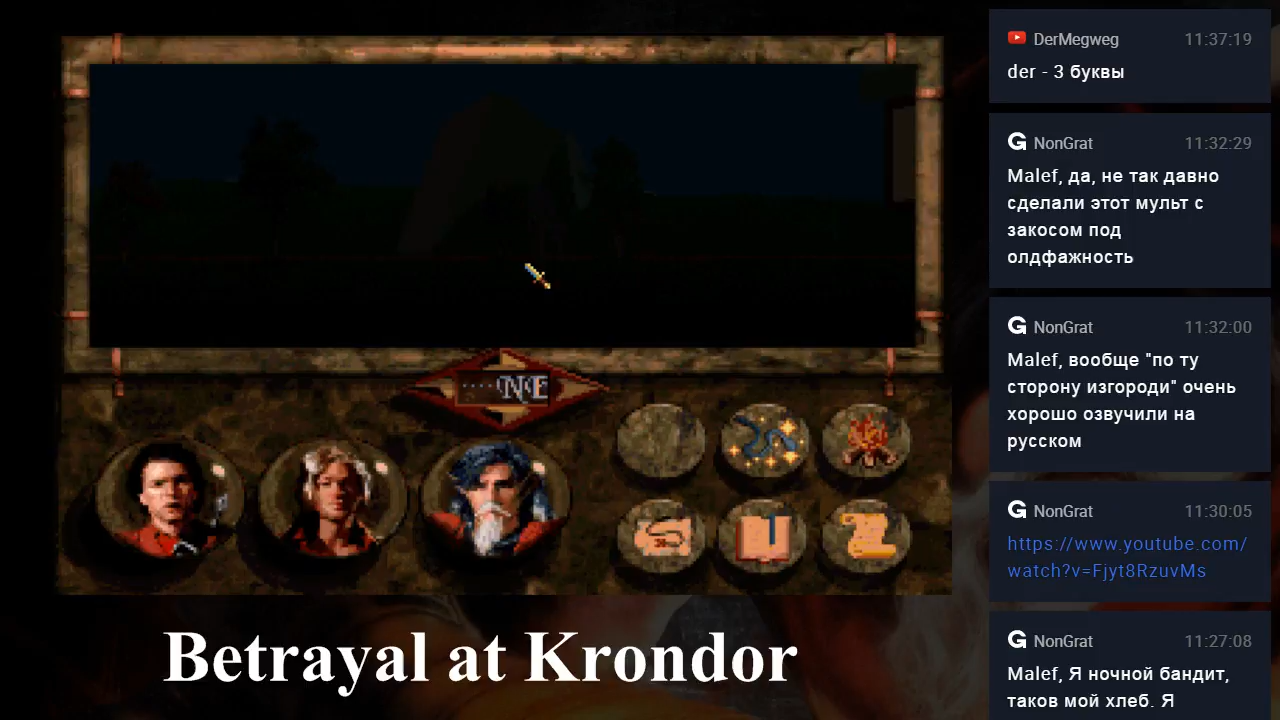 NE
Betrayal at Krondor
DerMegweg 11:37:19
der - 3 буквы
G NonGrat 11:32:29
Malef, да, не так давно
сделали этот мульт с
закосом под
олдфажность
G NonGrat 11:32:00
Malef, вообще "по ту
сторону изгороди" очень
хорошо озвучили на
русском
G NonGrat 11:30:05
https://www.youtube.com/
watch?v=Fjyt8RzuvMs
G NonGrat 11:27:08
Malef, Я ночной бандит,
таков мой хлеб. Я